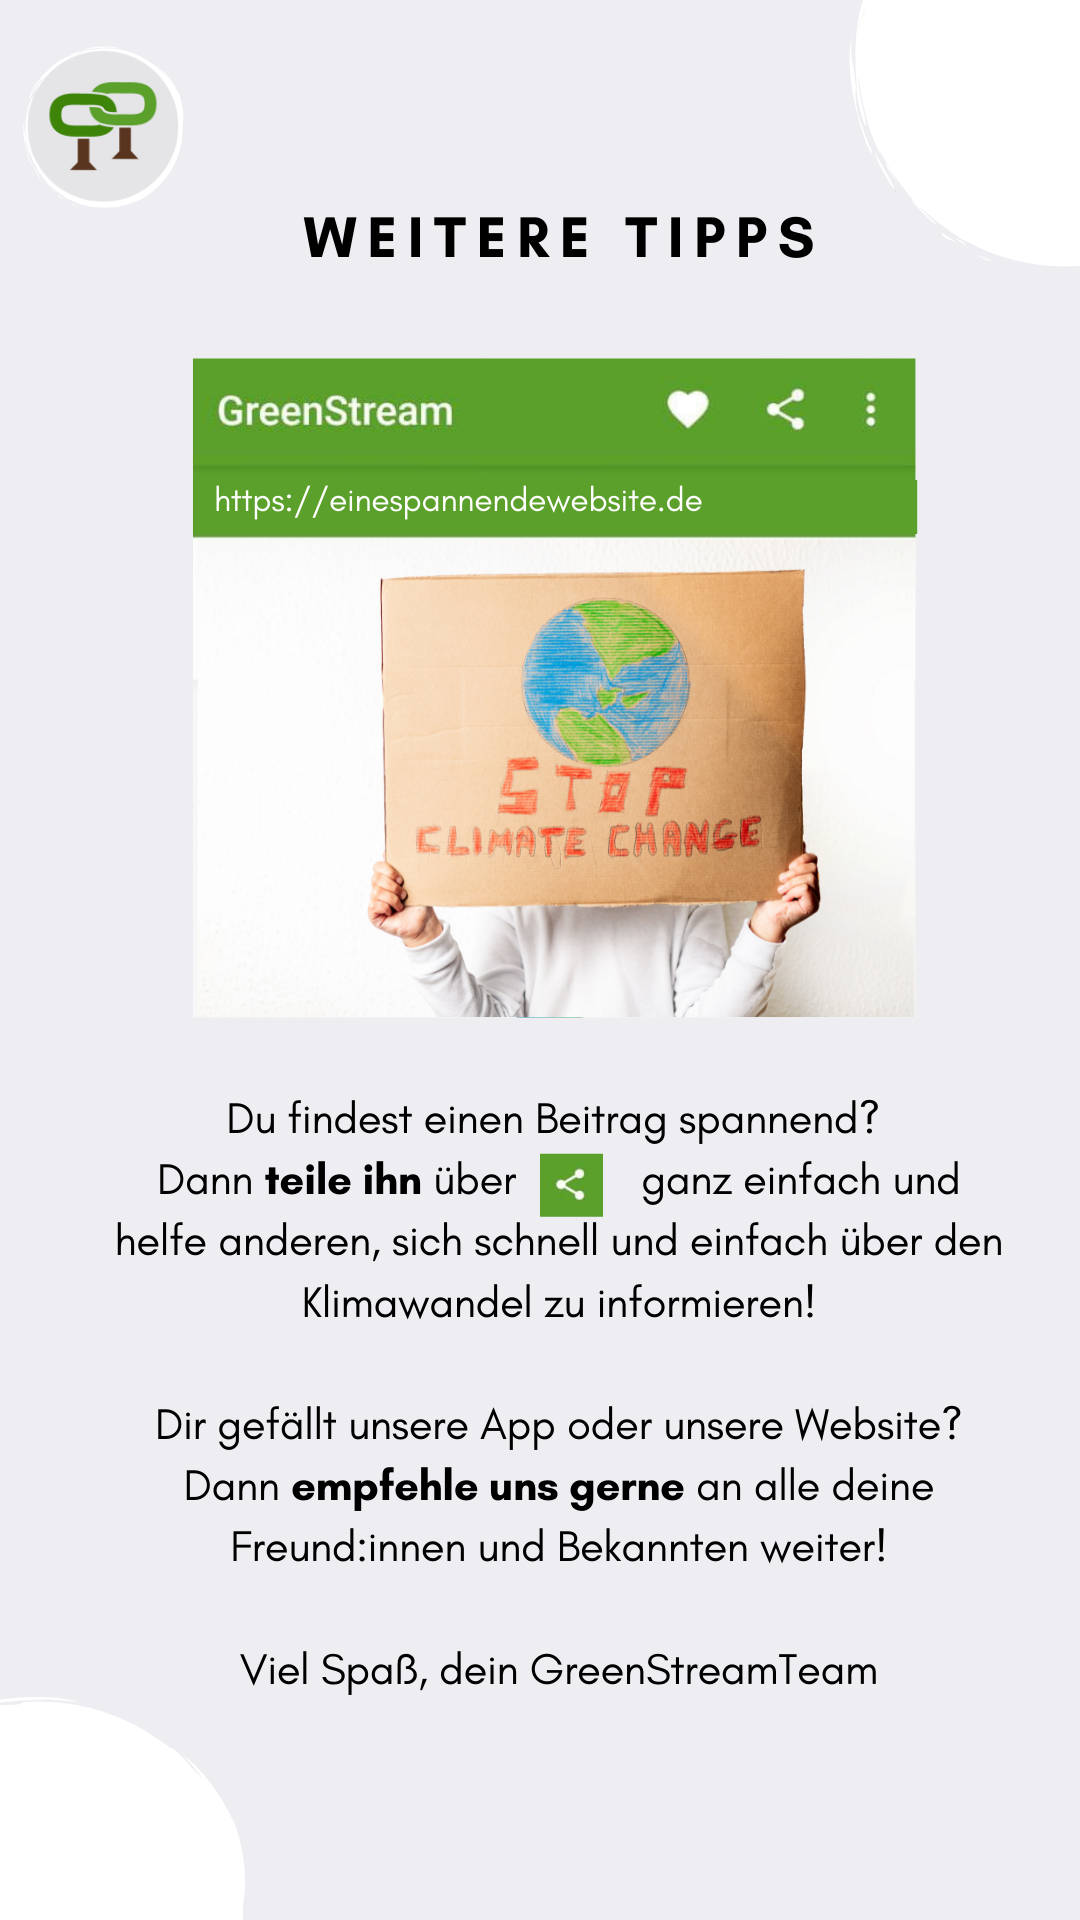 WEITERE TIPPS
GreenStream
https://einespannendewebsite.de
STOP
CLIMATE CHANGE
Du findest einen Beitrag spannend?
Dann teile ihn über ganz einfach und
helfe anderen, sich schnell und einfach über den
Klimawandel zu informieren!
Dir gefällt unsere App oder unsere Website?
Dann empfehle uns gerne an alle deine
Freund:innen und Bekannten weiter!
Viel Spaß, dein GreenStreamTeam